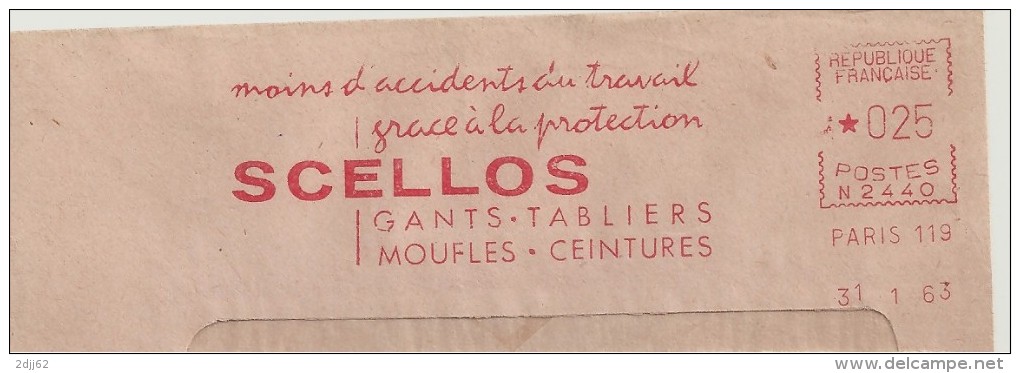 moins d'accidents du travail
grace à la protection
SCELLOS
GANTS · TABLIERS
MOUFLES · CEINTURES
REPUBLIQUE
FRANÇAISE
★025
POSTES
N 2440
PARIS 119
31 1 63
2djj62
www.delcampe.net